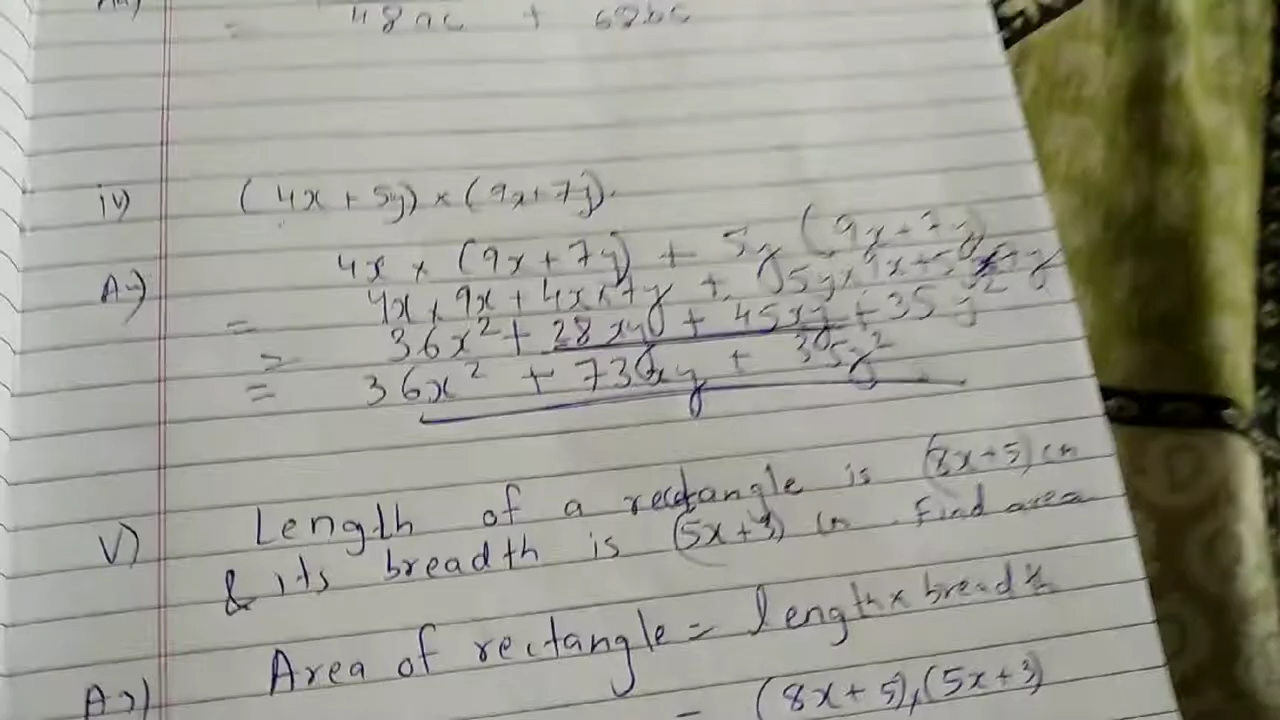 = 48ac + 68bc
iv) (4x + 5y) × (9x + 7y).
A→) 4x × (9x + 7y) + 5y (9x + 7y)
= 4x × 9x + 4x × 7y + 5y × 9x + 5y × 7y
= 36x² + 28xy + 45xy + 35y²
= 36x² + 73xy + 35y²
v) Length of a rectangle is (8x + 5) cm
& its breadth is (5x + 3) cm. Find area
A→) Area of rectangle = length × breadth
= (8x + 5) × (5x + 3)